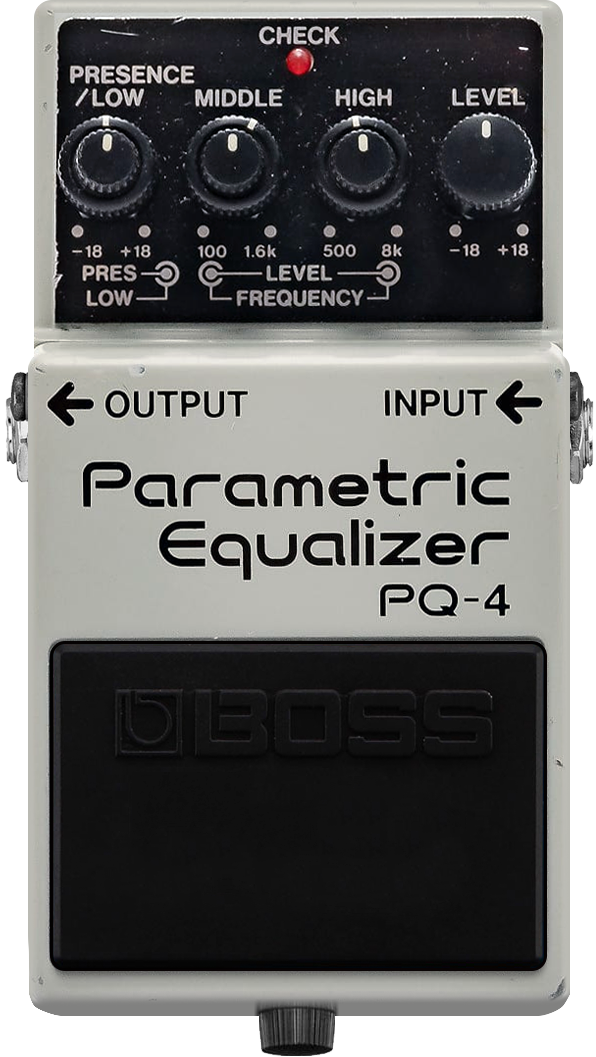 CHECK
PRESENCE
/LOW MIDDLE HIGH LEVEL
-18 +18 100 1.6k 500 8k -18 +18
PRES LEVEL
LOW FREQUENCY
OUTPUT INPUT
Parametric
Equalizer
PQ-4
BOSS